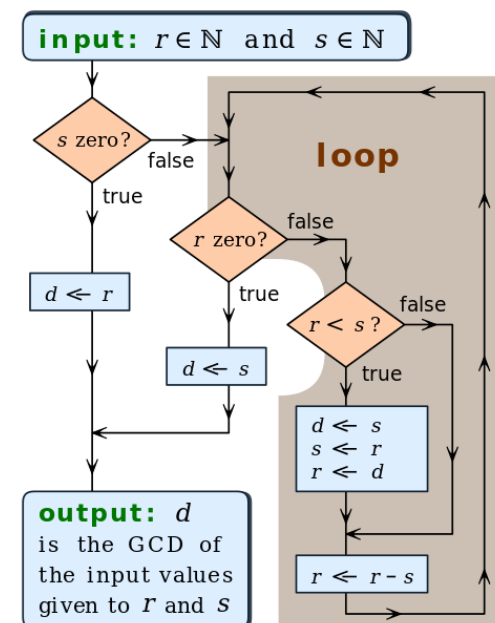 input: r ∈ ℕ and s ∈ ℕ
s zero?
false
true
loop
r zero?
false
true
d ← r
r < s ?
false
true
d ← s
d ← s
s ← r
r ← d
r ← r - s
output: d
is the GCD of
the input values
given to r and s